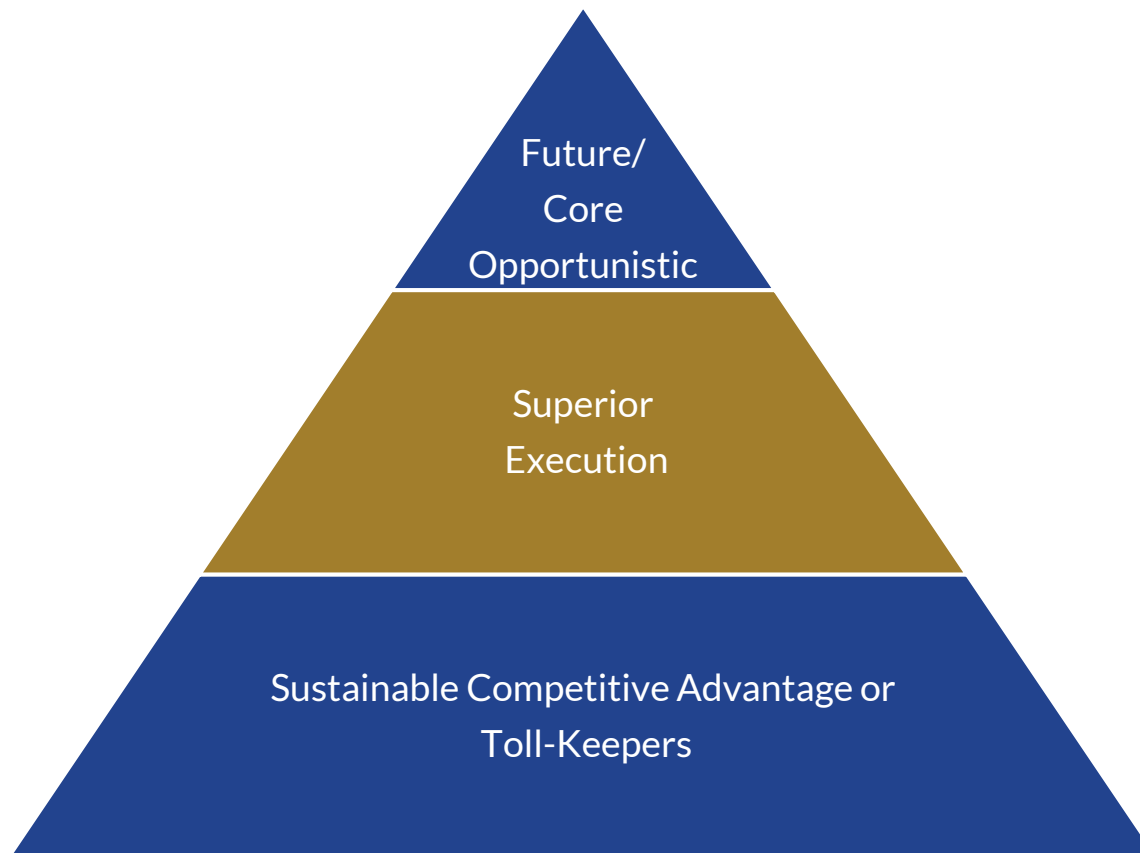 Future/
Core
Opportunistic
Superior
Execution
Sustainable Competitive Advantage or
Toll-Keepers